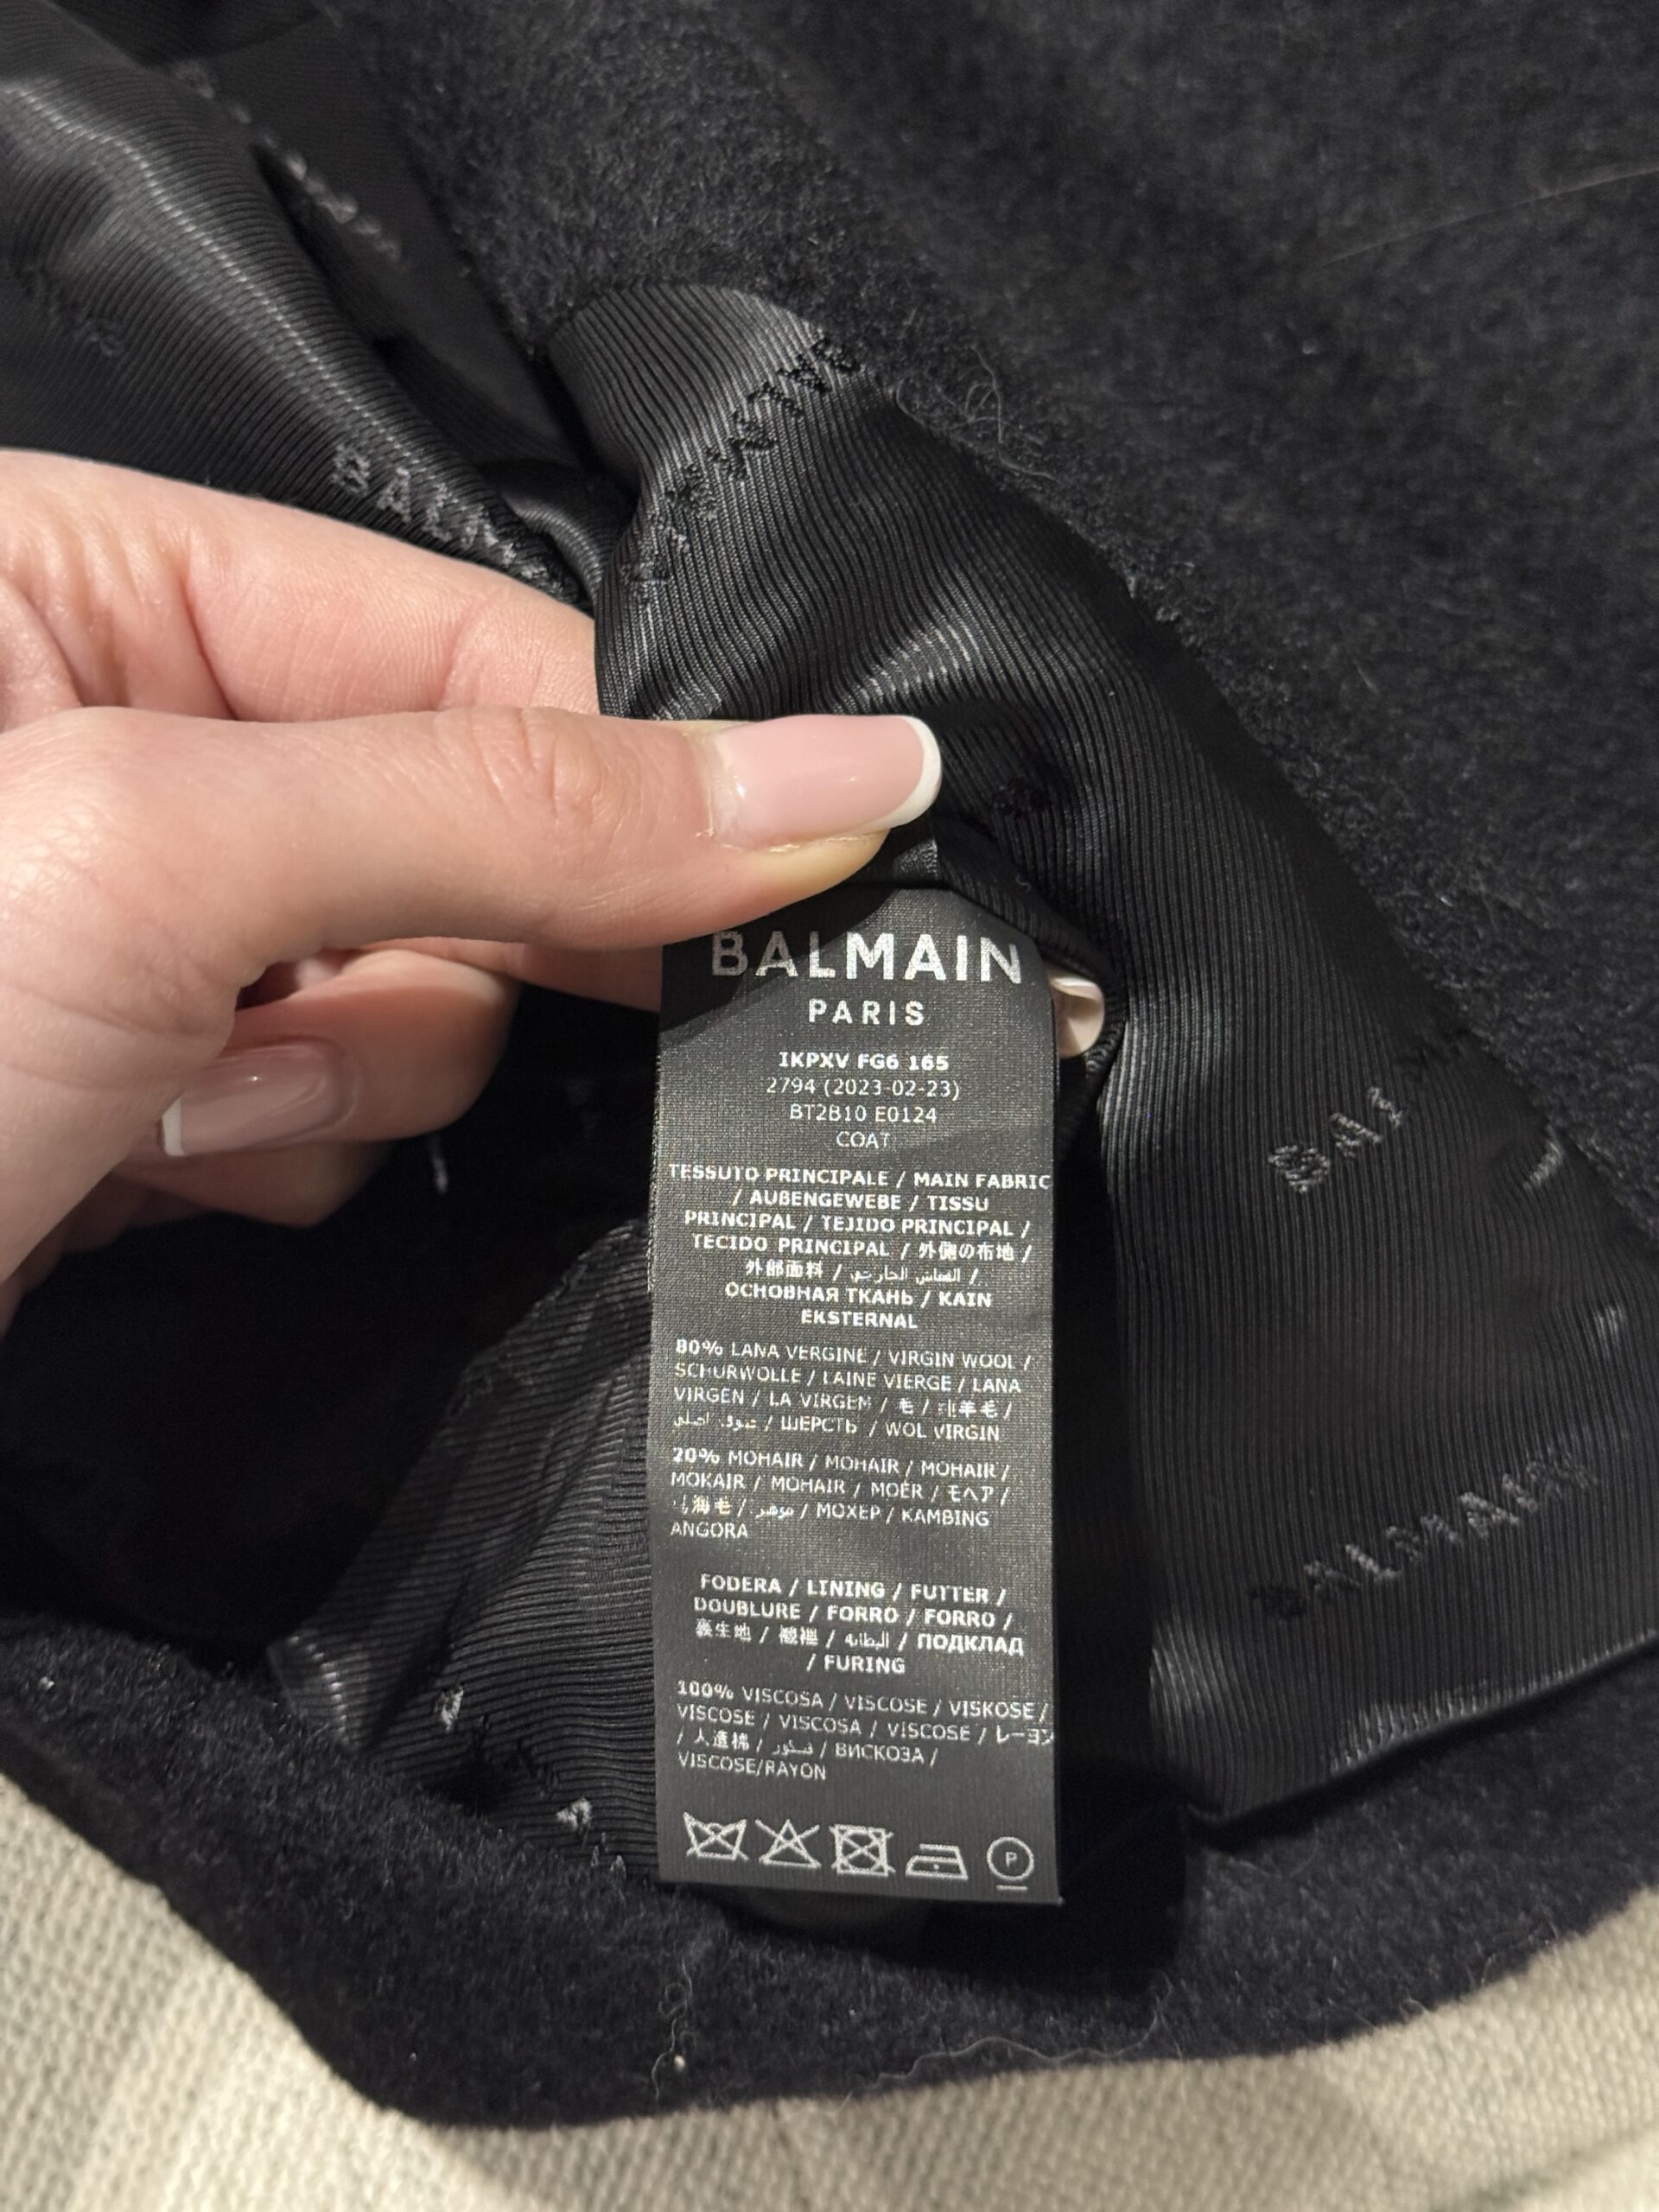 BALMAIN
BALMAIN
PARIS
IKPXV FG6 165
2794 (2023-02-23)
BT2B10 E0124
COAT
TESSUTO PRINCIPALE / MAIN FABRIC
/ AUßENGEWEBE / TISSU
PRINCIPAL / TEJIDO PRINCIPAL /
TECIDO PRINCIPAL / 外側の布地 /
外部面料 / القماش الخارجي /
ОСНОВНАЯ ТКАНЬ / KAIN
EKSTERNAL
80% LANA VERGINE / VIRGIN WOOL /
SCHURWOLLE / LAINE VIERGE / LANA
VIRGEN / LA VIRGEM / 毛 / 羊毛 /
صوف اصلي / ШЕРСТЬ / WOL VIRGIN
20% MOHAIR / MOHAIR / MOHAIR /
MOKAIR / MOHAIR / MOÉR / モヘア /
海毛 / موهير / МОХЕР / KAMBING
ANGORA
FODERA / LINING / FUTTER /
DOUBLURE / FORRO / FORRO /
裏生地 / / البطانة / ПОДКЛАД
/ FURING
100% VISCOSA / VISCOSE / VISKOSE /
VISCOSE / VISCOSA / VISCOSE / レーヨン
/ 人造棉 / فسكوز / ВИСКОЗА /
VISCOSE/RAYON
P
BALMAIN